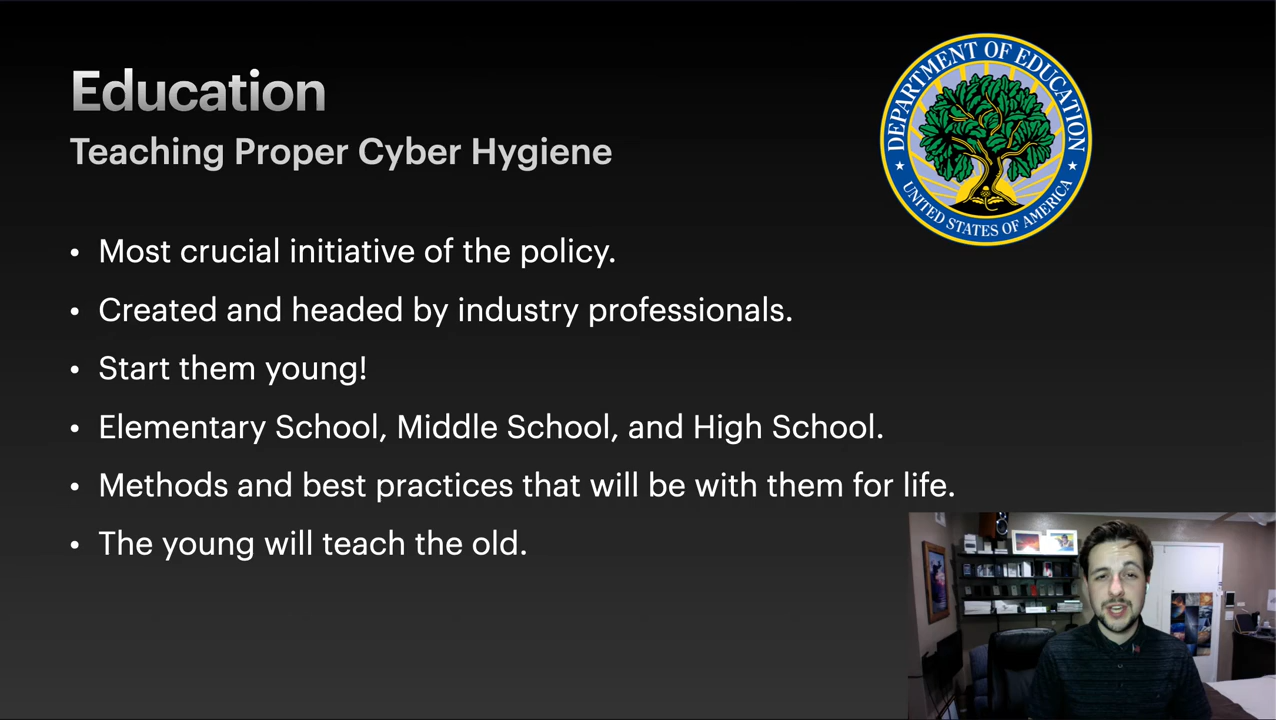 Education
Teaching Proper Cyber Hygiene
DEPARTMENT OF EDUCATION
UNITED STATES OF AMERICA
• Most crucial initiative of the policy.
• Created and headed by industry professionals.
• Start them young!
• Elementary School, Middle School, and High School.
• Methods and best practices that will be with them for life.
• The young will teach the old.